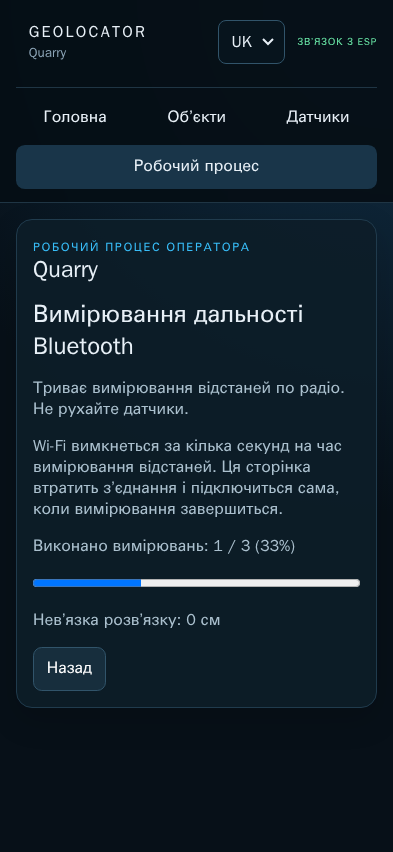 GEOLOCATOR
Quarry
UK
ЗВ'ЯЗОК З ESP
Головна
Об'єкти
Датчики
Робочий процес
РОБОЧИЙ ПРОЦЕС ОПЕРАТОРА
Quarry
Вимірювання дальності
Bluetooth
Триває вимірювання відстаней по радіо.
Не рухайте датчики.
Wi-Fi вимкнеться за кілька секунд на час
вимірювання відстаней. Ця сторінка
втратить з'єднання і підключиться сама,
коли вимірювання завершиться.
Виконано вимірювань: 1 / 3 (33%)
Нев'язка розв'язку: 0 см
Назад